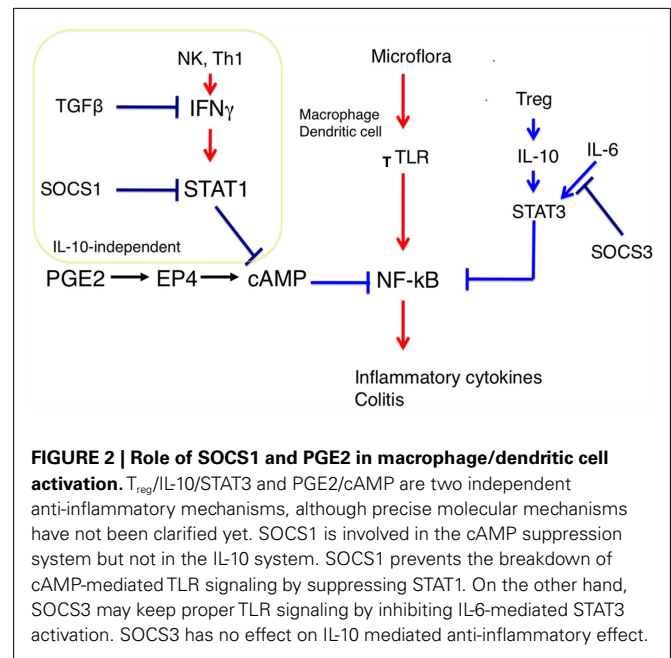 NK, Th1
TGFβ
IFNγ
SOCS1
STAT1
IL-10-independent
PGE2
EP4
cAMP
Microflora
Macrophage
Dendritic cell
T TLR
NF-kB
Inflammatory cytokines
Colitis
Treg
IL-10
IL-6
STAT3
SOCS3
FIGURE 2 | Role of SOCS1 and PGE2 in macrophage/dendritic cell
activation. Treg/IL-10/STAT3 and PGE2/cAMP are two independent
anti-inflammatory mechanisms, although precise molecular mechanisms
have not been clarified yet. SOCS1 is involved in the cAMP suppression
system but not in the IL-10 system. SOCS1 prevents the breakdown of
cAMP-mediated TLR signaling by suppressing STAT1. On the other hand,
SOCS3 may keep proper TLR signaling by inhibiting IL-6-mediated STAT3
activation. SOCS3 has no effect on IL-10 mediated anti-inflammatory effect.